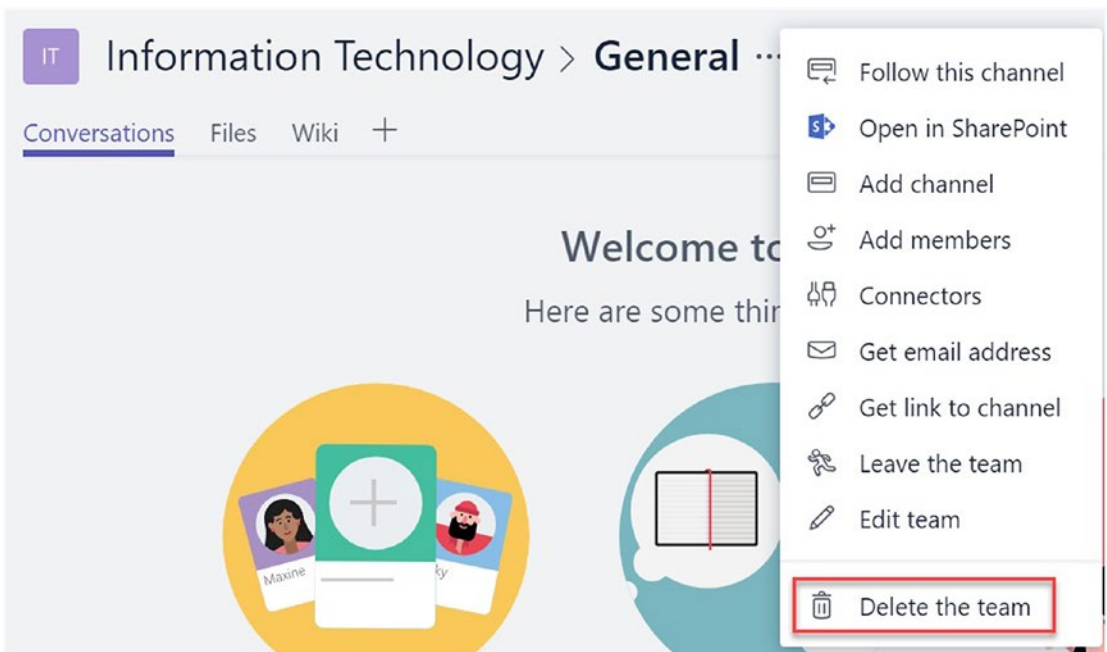 IT Information Technology > General ...
Conversations Files Wiki +
Welcome to
Here are some thin
Maxine
ky
Follow this channel
Open in SharePoint
Add channel
Add members
Connectors
Get email address
Get link to channel
Leave the team
Edit team
Delete the team